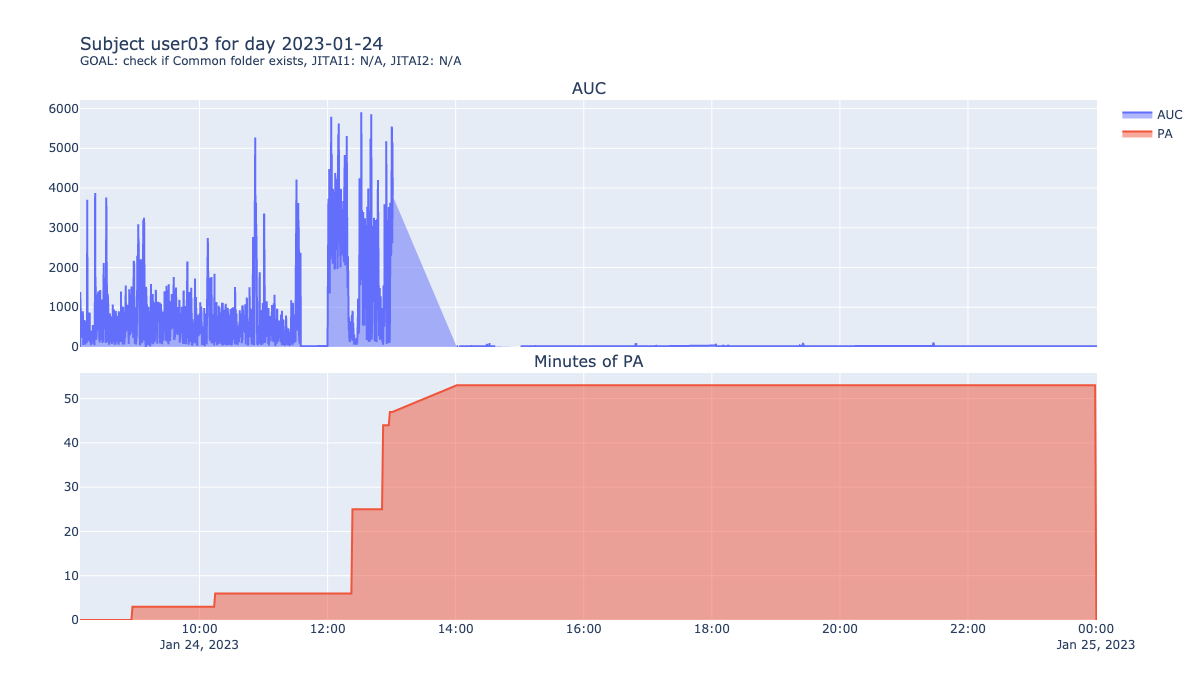 Subject user03 for day 2023-01-24
GOAL: check if Common folder exists, JITAI1: N/A, JITAI2: N/A
AUC
6000
5000
4000
3000
2000
1000
0
AUC
PA
Minutes of PA
50
40
30
20
10
0
10:00 12:00 14:00 16:00 18:00 20:00 22:00 00:00
Jan 24, 2023 Jan 25, 2023